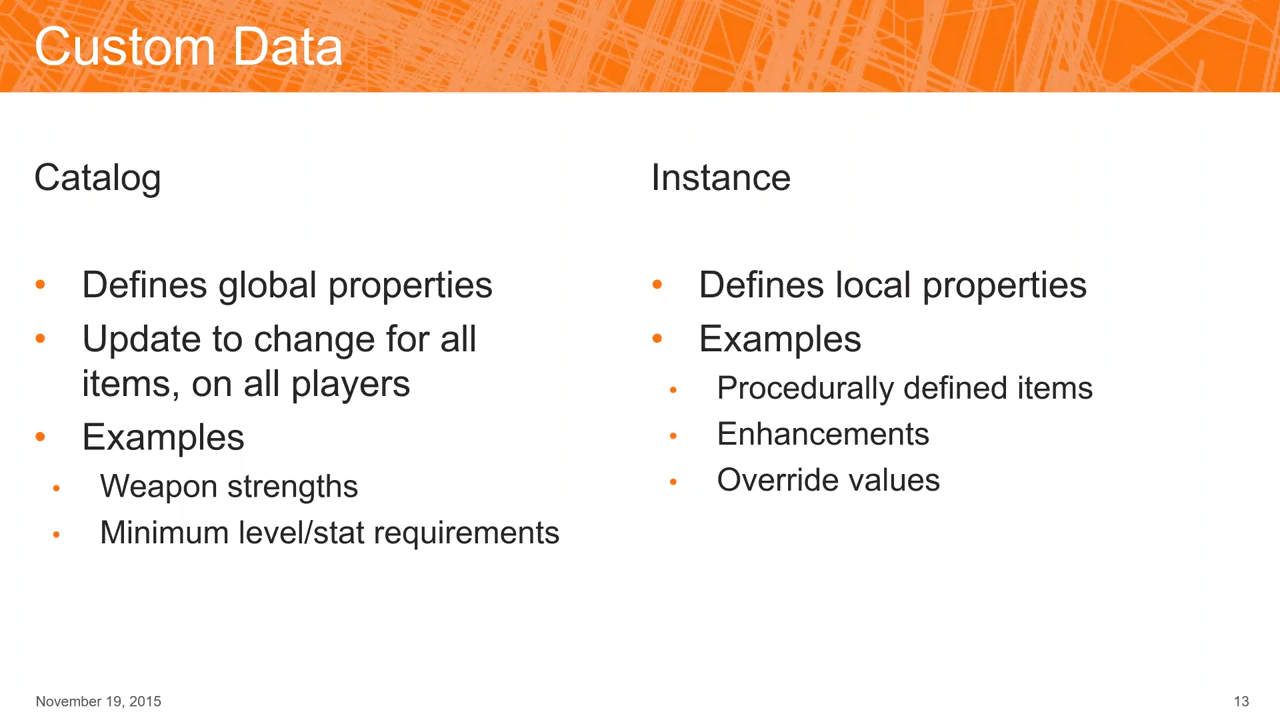 Custom Data
Catalog
• Defines global properties
• Update to change for all
items, on all players
• Examples
• Weapon strengths
• Minimum level/stat requirements
Instance
• Defines local properties
• Examples
• Procedurally defined items
• Enhancements
• Override values
November 19, 2015
13